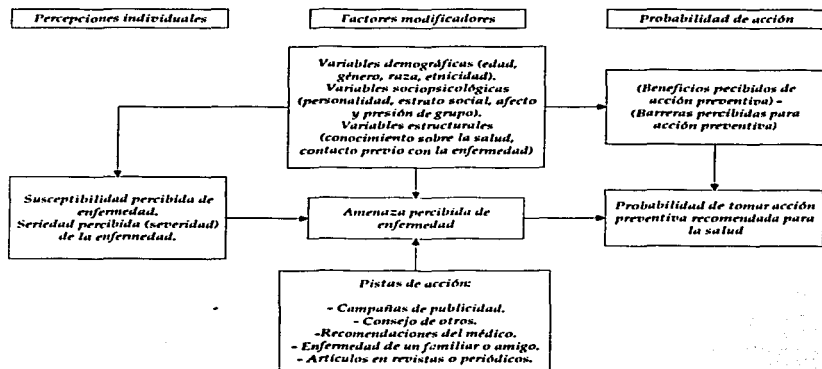 Percepciones individuales
Factores modificadores
Probabilidad de acción
Variables demográficas (edad,
género, raza, etnicidad).
Variables sociopsicológicas
(personalidad, estrato social, afecto
y presión de grupo).
Variables estructurales
(conocimiento sobre la salud,
contacto previo con la enfermedad)
(Beneficios pecibidos de
acción preventiva) -
(Barreras percibidas para
acción preventiva)
Susceptibilidad percibida de
enfermedad.
Seriedad percibida (severidad)
de la enfermedad.
Amenaza percibida de
enfermedad
Probabilidad de tomar acción
preventiva recomendada para
la salud
Pistas de acción:
- Campañas de publicidad.
- Consejo de otros.
-Recomendaciones del médico.
- Enfermedad de un familiar o amigo.
- Artículos en revistas o periódicos.